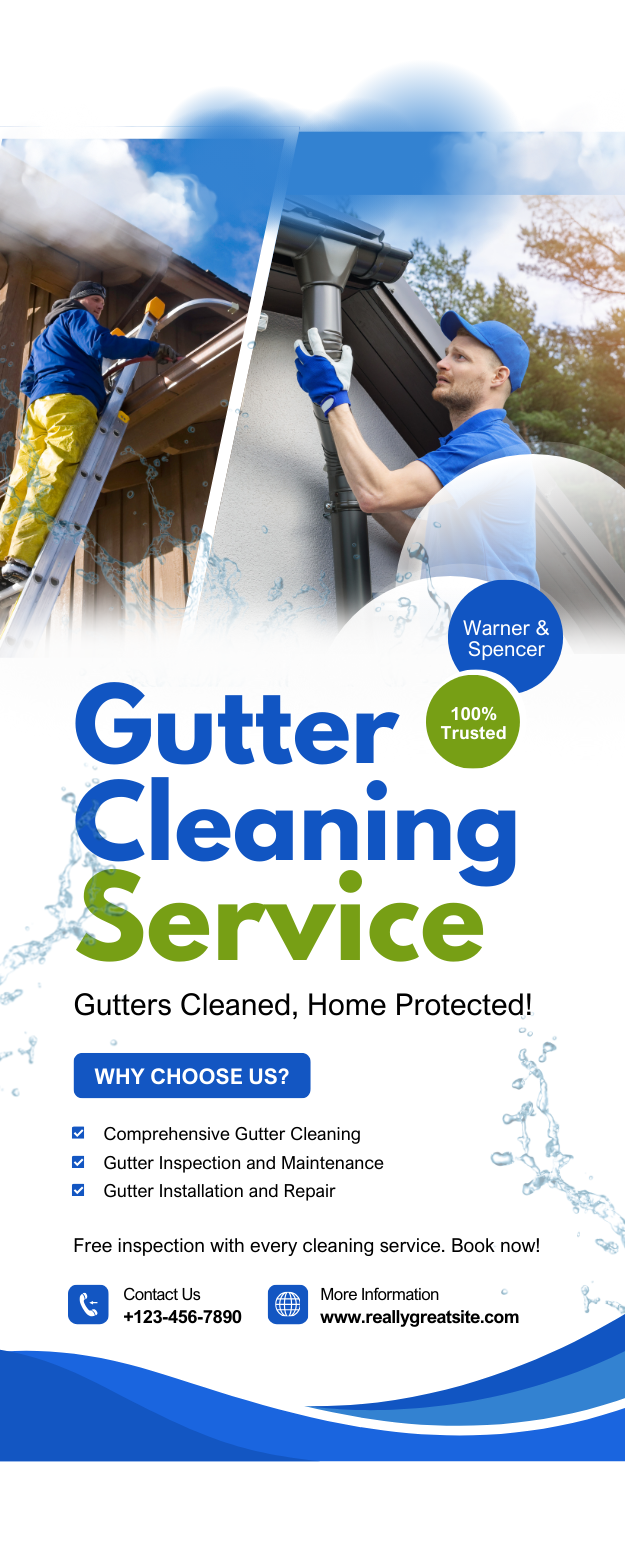 Warner &
Spencer
100%
Trusted
Gutter
Cleaning
Service
Gutters Cleaned, Home Protected!
WHY CHOOSE US?
Comprehensive Gutter Cleaning
Gutter Inspection and Maintenance
Gutter Installation and Repair
Free inspection with every cleaning service. Book now!
Contact Us
+123-456-7890
More Information
www.reallygreatsite.com